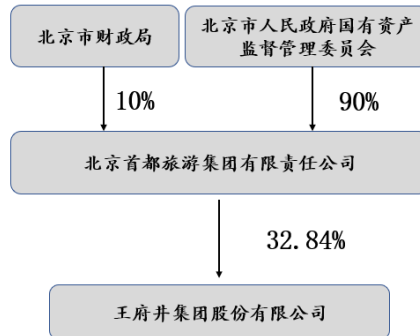 北京市财政局
北京市人民政府国有资产
监督管理委员会
10%
90%
北京首都旅游集团有限责任公司
32.84%
王府井集团股份有限公司